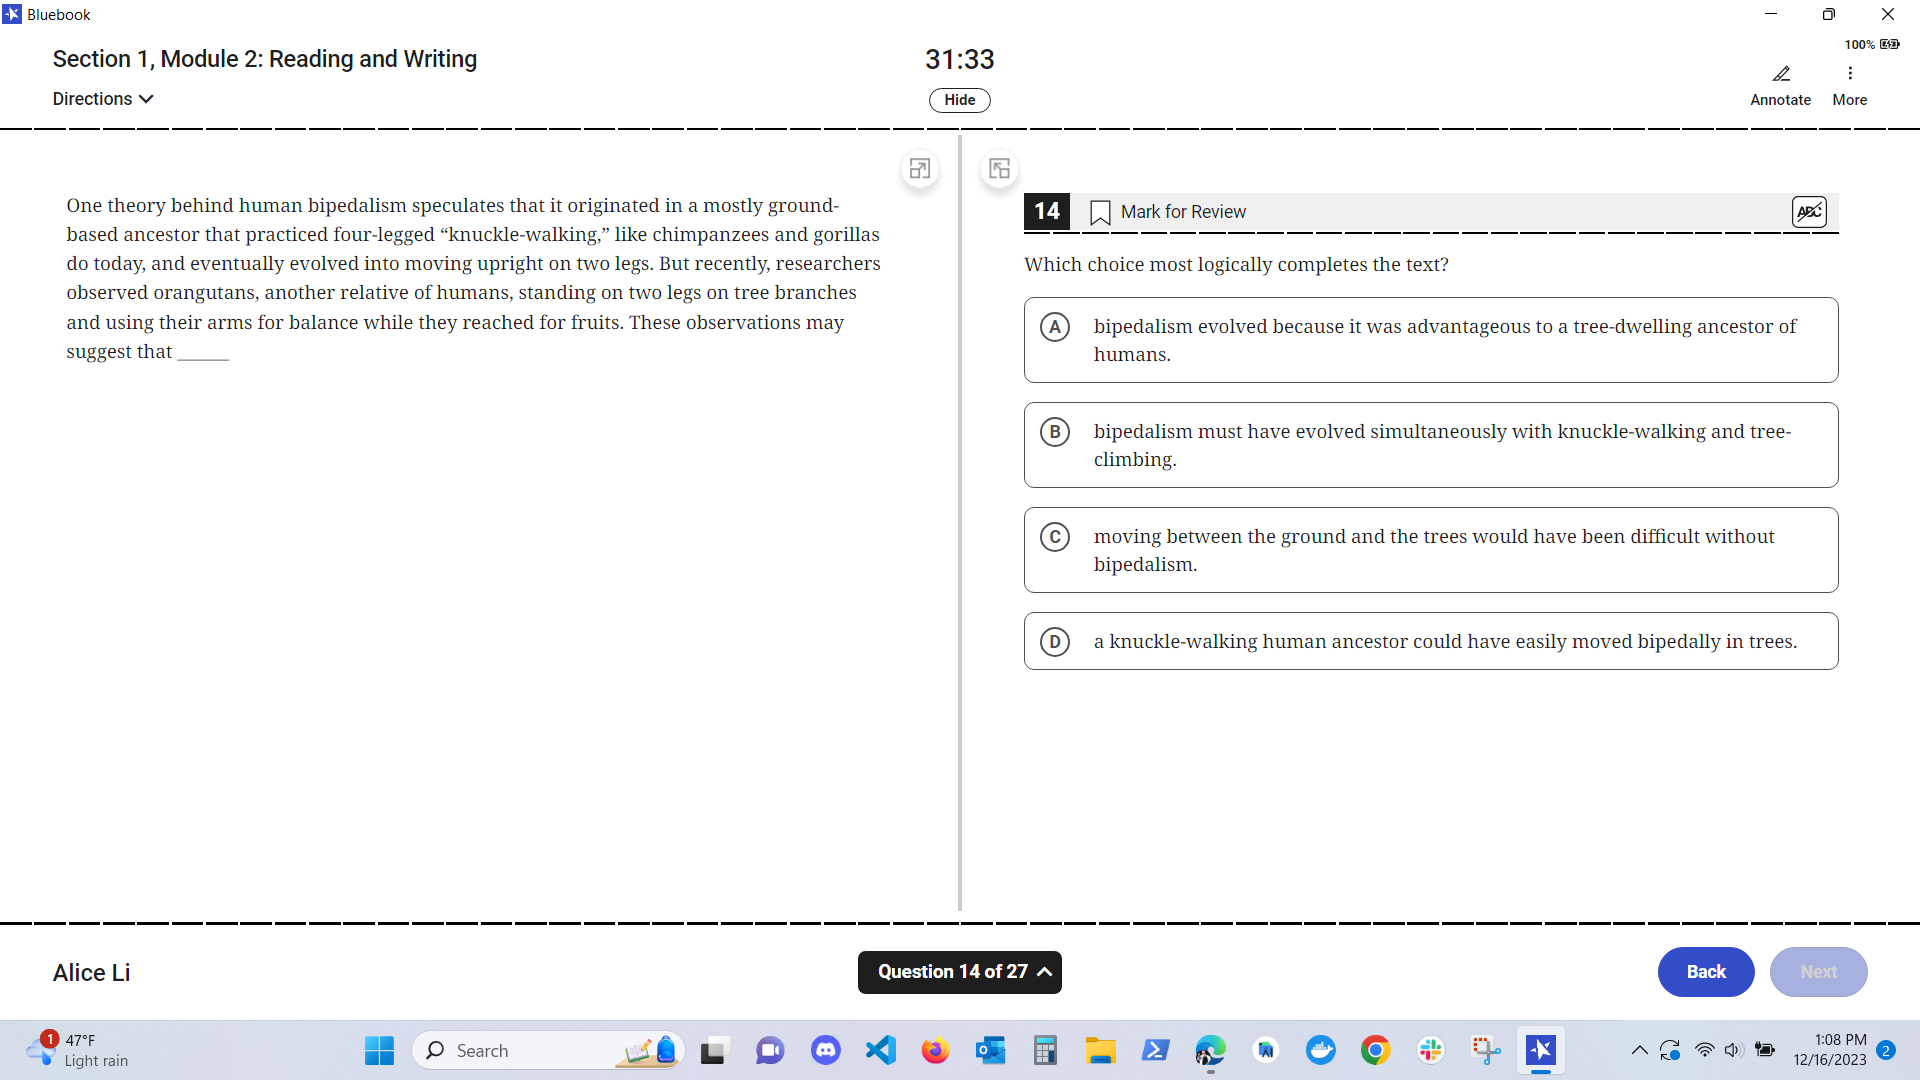 Bluebook
Section 1, Module 2: Reading and Writing
Directions
31:33
Hide
100%
Annotate
More
One theory behind human bipedalism speculates that it originated in a mostly ground-
based ancestor that practiced four-legged “knuckle-walking,” like chimpanzees and gorillas
do today, and eventually evolved into moving upright on two legs. But recently, researchers
observed orangutans, another relative of humans, standing on two legs on tree branches
and using their arms for balance while they reached for fruits. These observations may
suggest that ______
14
Mark for Review
ABC
Which choice most logically completes the text?
A
bipedalism evolved because it was advantageous to a tree-dwelling ancestor of
humans.
B
bipedalism must have evolved simultaneously with knuckle-walking and tree-
climbing.
C
moving between the ground and the trees would have been difficult without
bipedalism.
D
a knuckle-walking human ancestor could have easily moved bipedally in trees.
Alice Li
Question 14 of 27
Back
Next
1
47°F
Light rain
Search
1:08 PM
12/16/2023
2